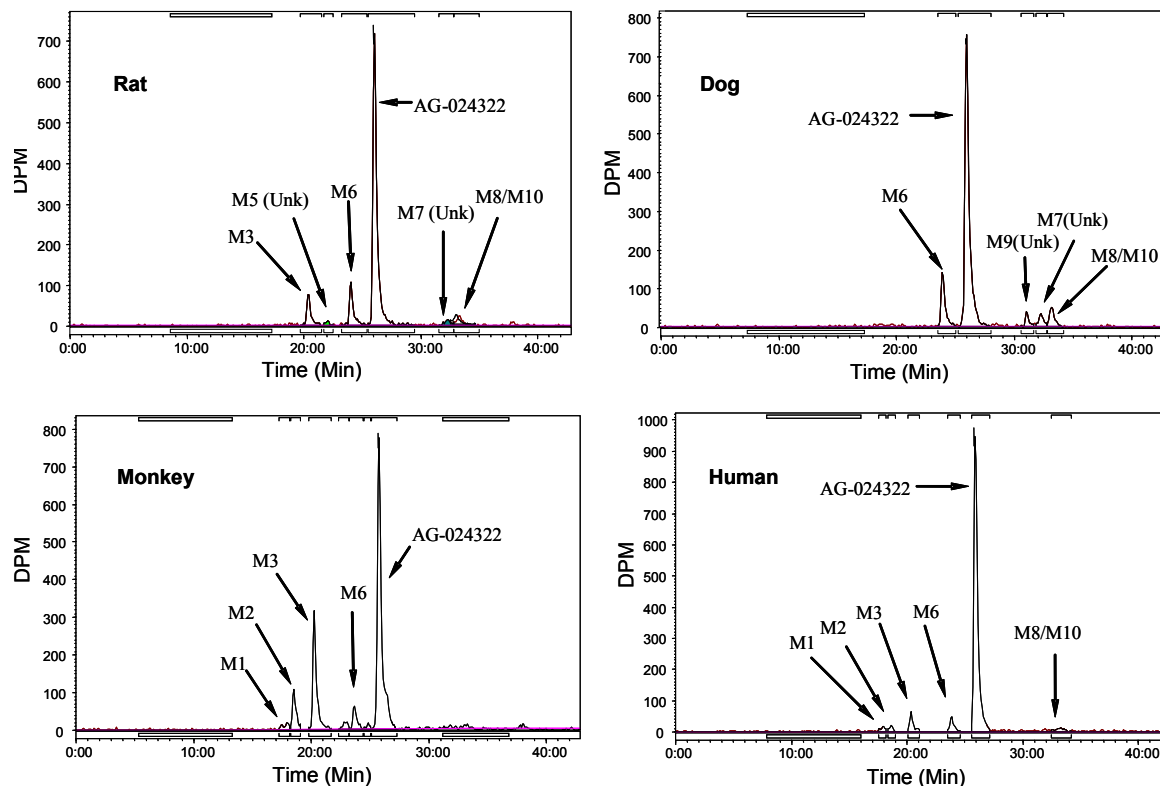 Rat
DPM
700
600
500
400
300
200
100
0
AG-024322
M5 (Unk)
M6
M3
M7 (Unk)
M8/M10
0:00
10:00
20:00
30:00
40:00
Time (Min)
Dog
DPM
800
700
600
500
400
300
200
100
0
AG-024322
M6
M9(Unk)
M7(Unk)
M8/M10
0:00
20:00
30:00
40:00
Time (Min)
Monkey
DPM
800
700
600
500
400
300
200
100
0
AG-024322
M3
M2
M6
M1
0:00
10:00
20:00
30:00
40:00
Time (Min)
Human
DPM
1000
900
800
700
600
500
400
300
200
100
0
AG-024322
M1
M2
M3
M6
M8/M10
0:00
10:00
20:00
30:00
40:00
Time (Min)